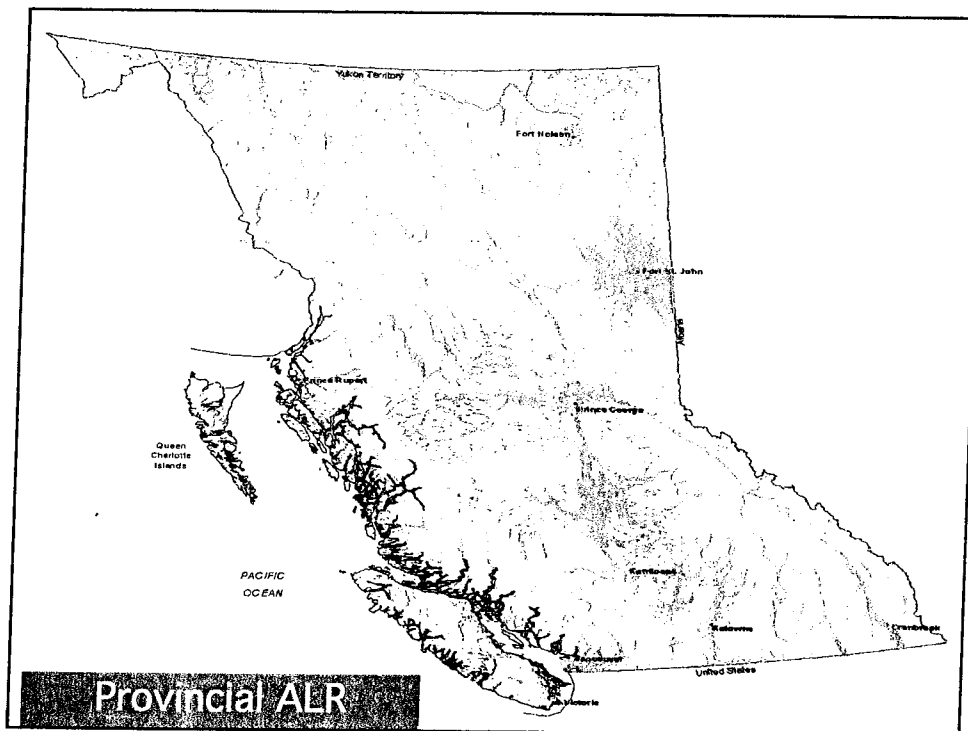 Yukon Territory
Fort Nelson
Fort St. John
Prince Rupert
Prince George
Queen
Charlotte
Islands
PACIFIC
OCEAN
Kamloops
Kelowna
Cranbrook
Vancouver
United States
Victoria
Provincial ALR